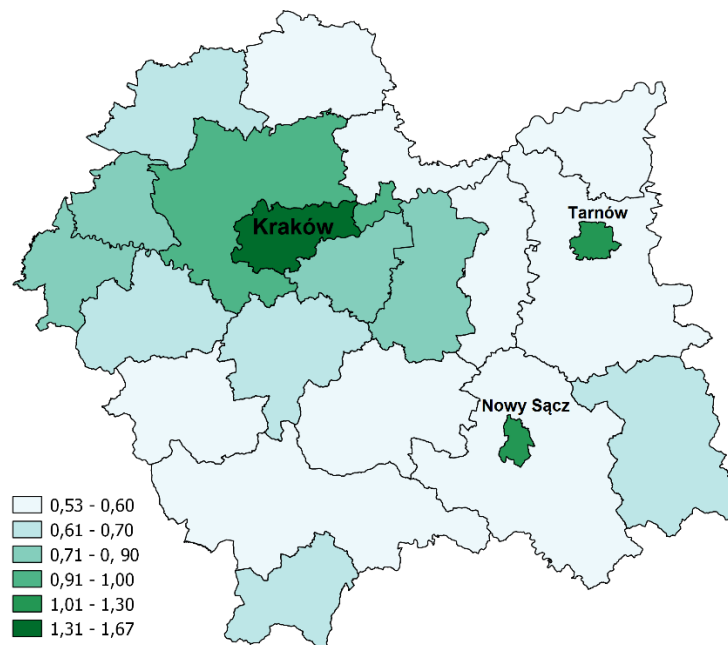 Kraków
Tarnów
Nowy Sącz
0,53 - 0,60
0,61 - 0,70
0,71 - 0, 90
0,91 - 1,00
1,01 - 1,30
1,31 - 1,67